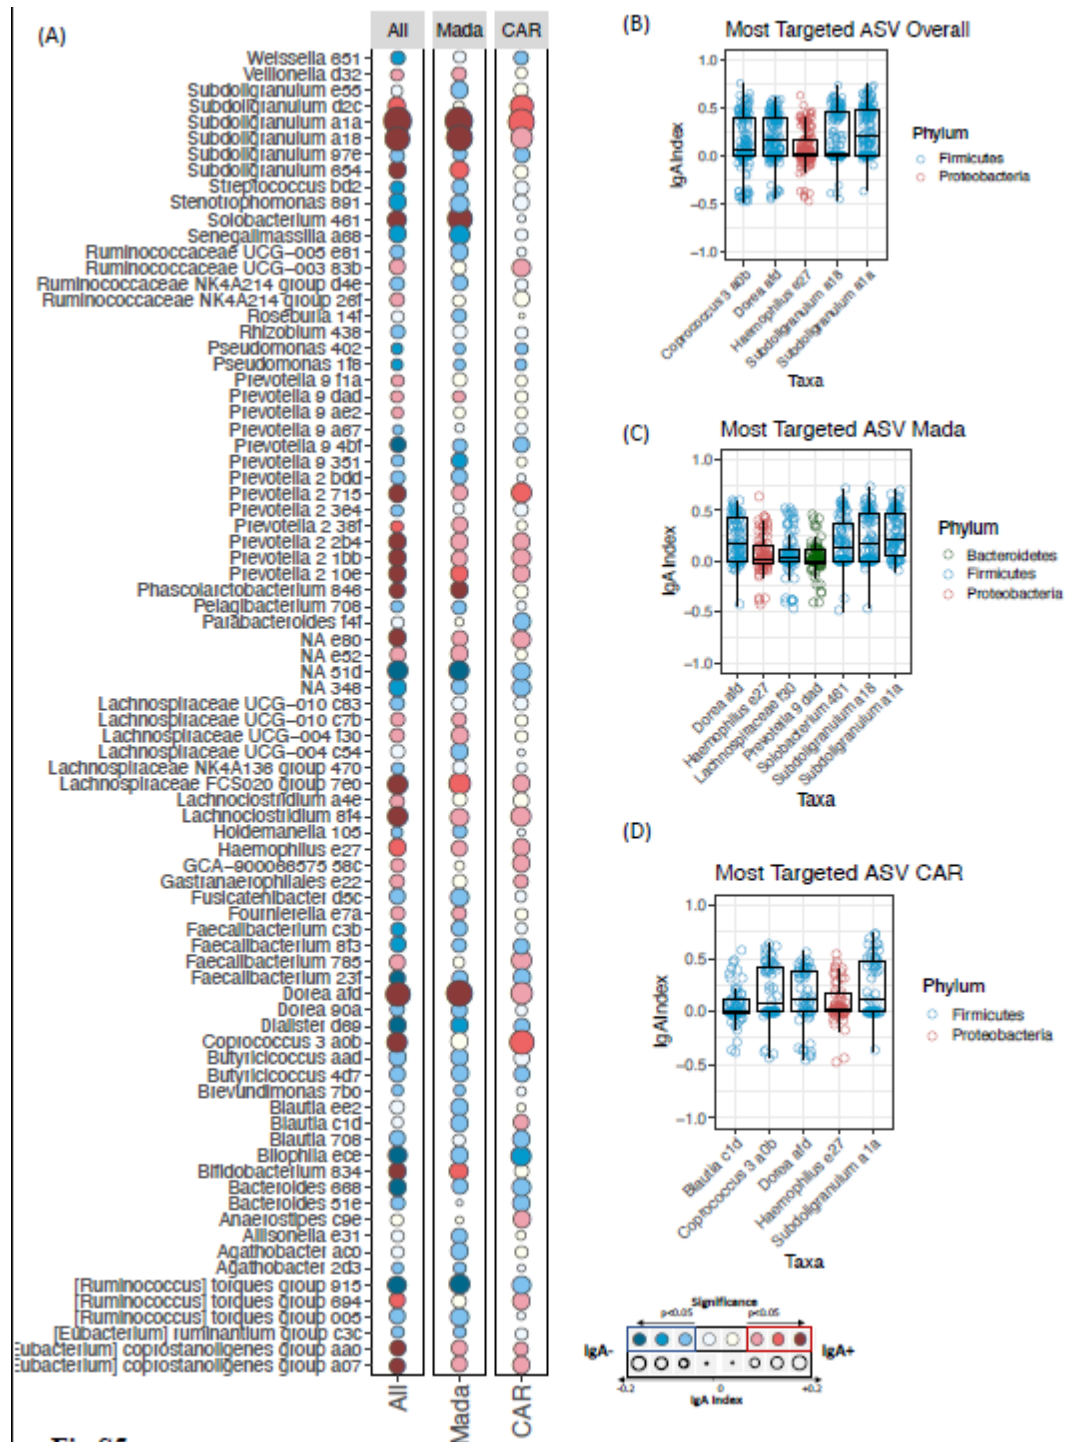 (A)
All Mada CAR
Weissella 651
Veillonella d32
Subdoligranulum e55
Subdoligranulum d2c
Subdoligranulum a1a
Subdoligranulum a18
Subdoligranulum 97e
Subdoligranulum 654
Streptococcus bd2
Stenotrophomonas 891
Solobacterium 461
Senegalimassilia a68
Ruminococcaceae UCG-005 e81
Ruminococcaceae UCG-003 83b
Ruminococcaceae NK4A214 group d4e
Ruminococcaceae NK4A214 group 26f
Roseburia 14f
Rhizobium 438
Pseudomonas 402
Pseudomonas 1f8
Prevotella 9 f1a
Prevotella 9 dad
Prevotella 9 ae2
Prevotella 9 a67
Prevotella 9 4bf
Prevotella 9 351
Prevotella 2 bdd
Prevotella 2 715
Prevotella 2 3e4
Prevotella 2 38f
Prevotella 2 2b4
Prevotella 2 1bb
Prevotella 2 10e
Phascolarctobacterium 846
Pelagibacterium 708
Parabacteroides f4f
NA e80
NA e52
NA 51d
NA 348
Lachnospiraceae UCG-010 c83
Lachnospiraceae UCG-010 c7b
Lachnospiraceae UCG-004 f30
Lachnospiraceae UCG-004 c54
Lachnospiraceae NK4A136 group 470
Lachnospiraceae FCS020 group 7e0
Lachnoclostridium a4e
Lachnoclostridium 8f4
Holdemanella 105
Haemophilus e27
GCA-900066575 58c
Gastranaerophilales e22
Fusicatenibacter d5c
Fournierella e7a
Faecalibacterium c3b
Faecalibacterium 8f3
Faecalibacterium 785
Faecalibacterium 23f
Dorea afd
Dorea 90a
Dialister d69
Coprococcus 3 a0b
Butyricicoccus aad
Butyricicoccus 4d7
Brevundimonas 7b0
Blautia ee2
Blautia c1d
Blautia 708
Bilophila ece
Bifidobacterium 834
Bacteroides 668
Bacteroides 51e
Anaerostipes c9e
Allisonella e31
Agathobacter ac0
Agathobacter 2d3
[Ruminococcus] torques group 915
[Ruminococcus] torques group 694
[Ruminococcus] torques group 005
[Eubacterium] ruminantium group c3c
Eubacterium] coprostanoligenes group aa0
Eubacterium] coprostanoligenes group a07
All Mada CAR
(B)
Most Targeted ASV Overall
IgAIndex
1.0
0.5
0.0
-0.5
-1.0
Coprococcus 3 a0b
Dorea afd
Haemophilus e27
Subdoligranulum a18
Subdoligranulum a1a
Taxa
Phylum
Firmicutes
Proteobacteria
(C)
Most Targeted ASV Mada
IgA Index
1.0
0.5
0.0
-0.5
-1.0
Dorea afd
Haemophilus e27
Lachnospiraceae f30
Prevotella 9 dad
Solobacterium 461
Subdoligranulum a18
Subdoligranulum a1a
Taxa
Phylum
Bacteroidetes
Firmicutes
Proteobacteria
(D)
Most Targeted ASV CAR
IgAIndex
1.0
0.5
0.0
-0.5
-1.0
Blautia c1d
Coprococcus 3 a0b
Dorea afd
Haemophilus e27
Subdoligranulum a1a
Taxa
Phylum
Firmicutes
Proteobacteria
Significance
p<0.05 p<0.05
IgA- IgA+
-0.2 0 +0.2
IgA Index